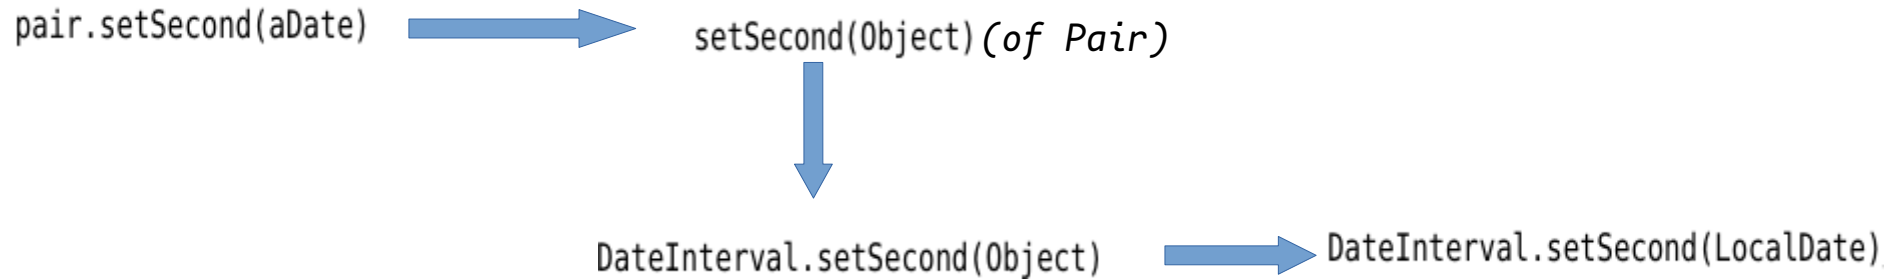 pair.setSecond(aDate)
setSecond(Object) (of Pair)
DateInterval.setSecond(Object)
DateInterval.setSecond(LocalDate)